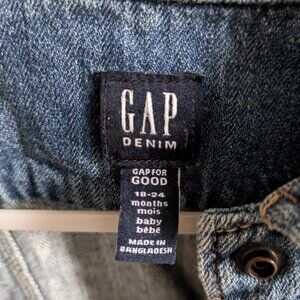 GAP
DENIM
GAP FOR
GOOD
18-24
months
mois
baby
bébé
MADE IN
BANGLADESH